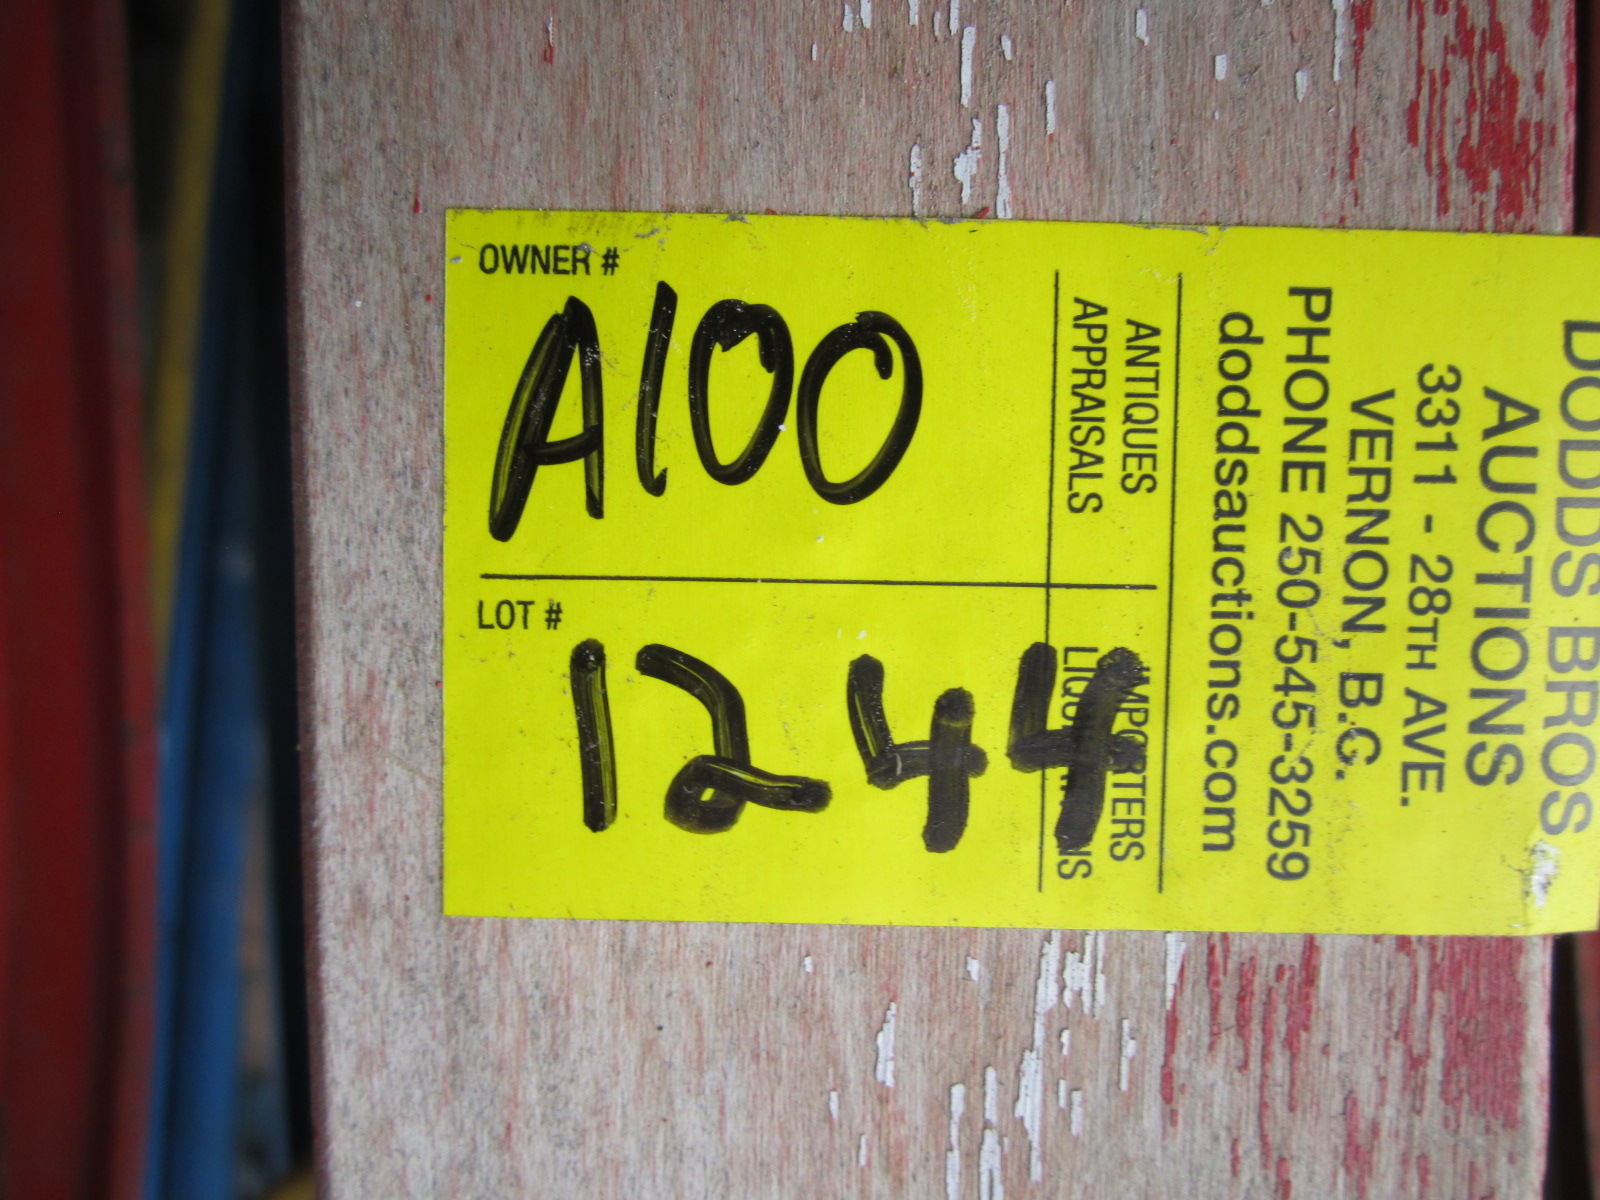 DODDS BROS
AUCTIONS
3311 - 28TH AVE.
VERNON, B.C.
PHONE 250-545-3259
doddsauctions.com
ANTIQUES
APPRAISALS
IMPORTERS
OWNER #
A100
LOT #
1244